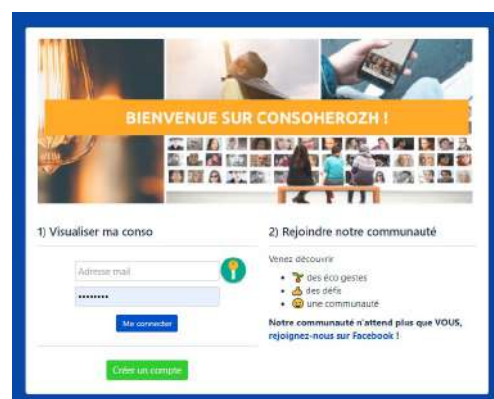 BIENVENUE SUR CONSOHEROZH !
1) Visualiser ma conso
Adresse mail
Me connecter
Créer un compte
2) Rejoindre notre communauté
Venez découvrir
des éco gestes
des défis
une communauté
Notre communauté n'attend plus que VOUS,
rejoignez-nous sur Facebook !